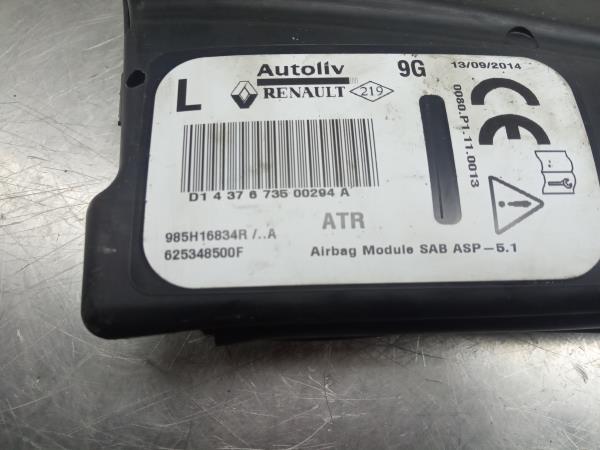 Autoliv
9G
13/09/2014
L
RENAULT
219
CE
0080.P1.11.0013
D1 4 37 6 735 00294 A
985H16834R /..A
625348500F
ATR
Airbag Module SAB ASP-5.1